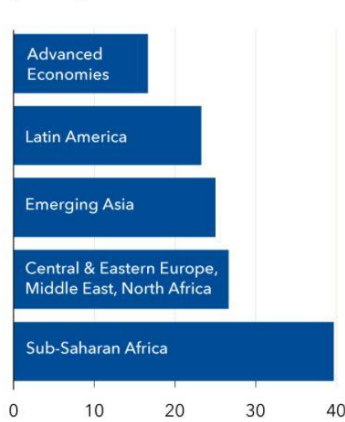 Advanced
Economies
Latin America
Emerging Asia
Central & Eastern Europe,
Middle East, North Africa
Sub-Saharan Africa
0 10 20 30 40